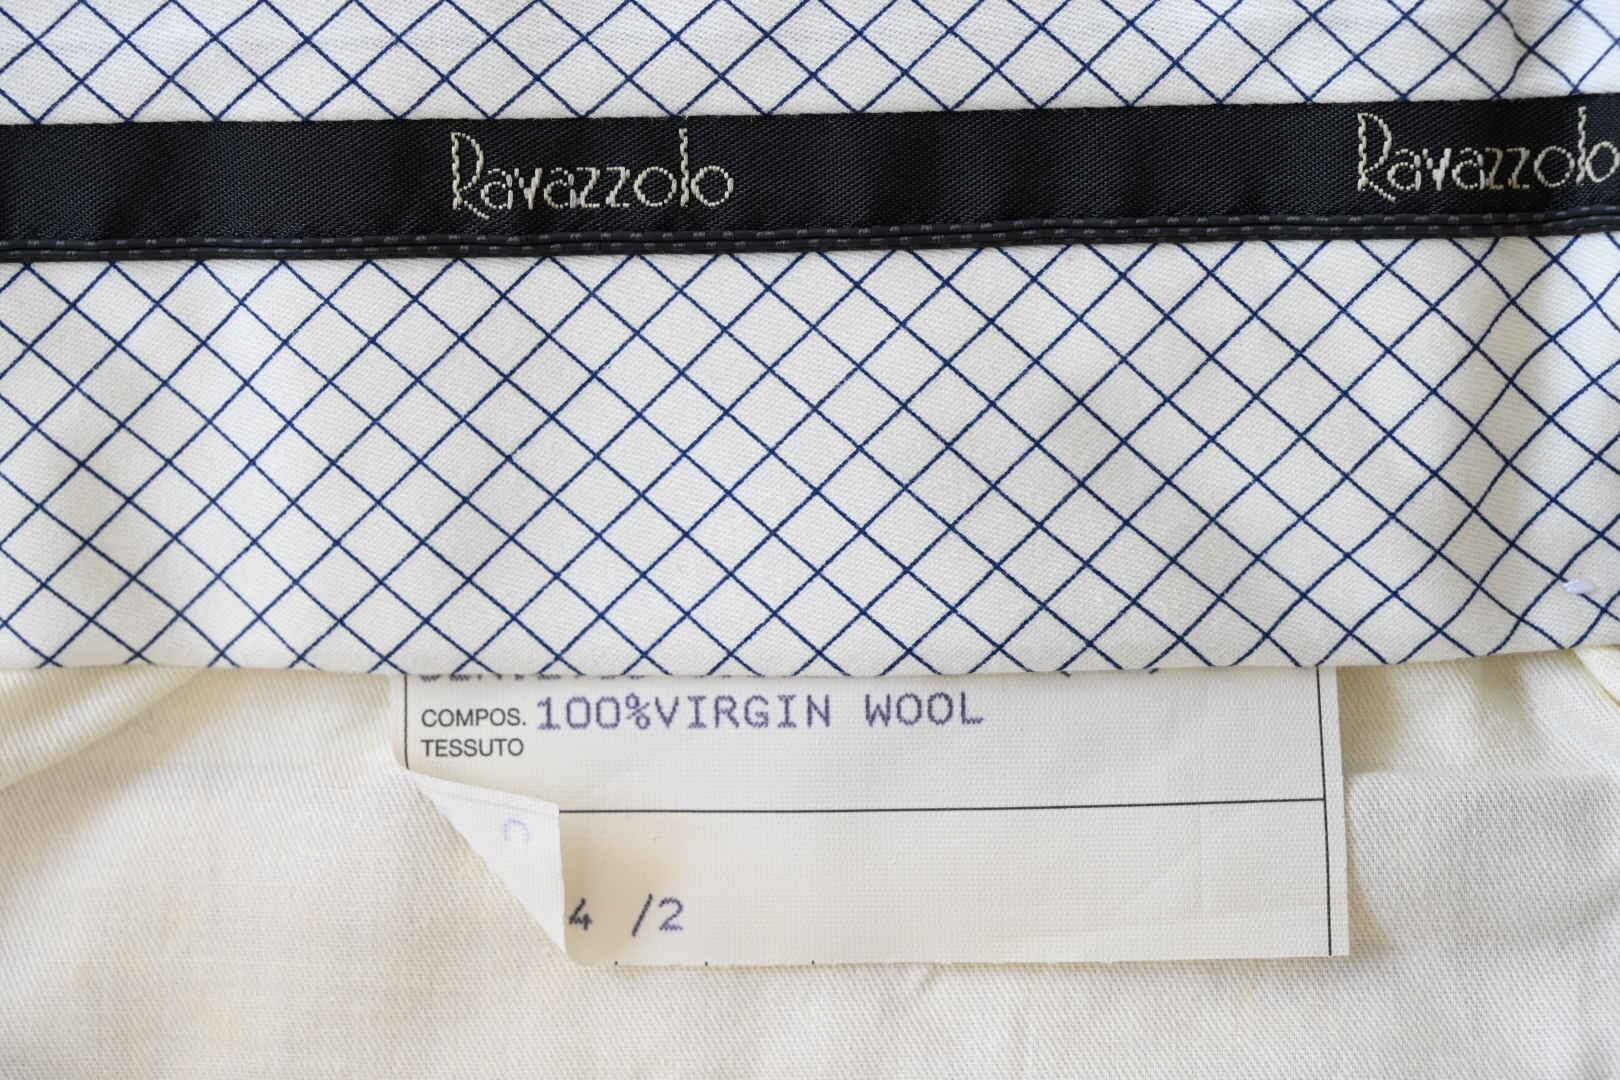 Ravazzolo Ravazzolo
COMPOS. 100%VIRGIN WOOL
TESSUTO
4 /2